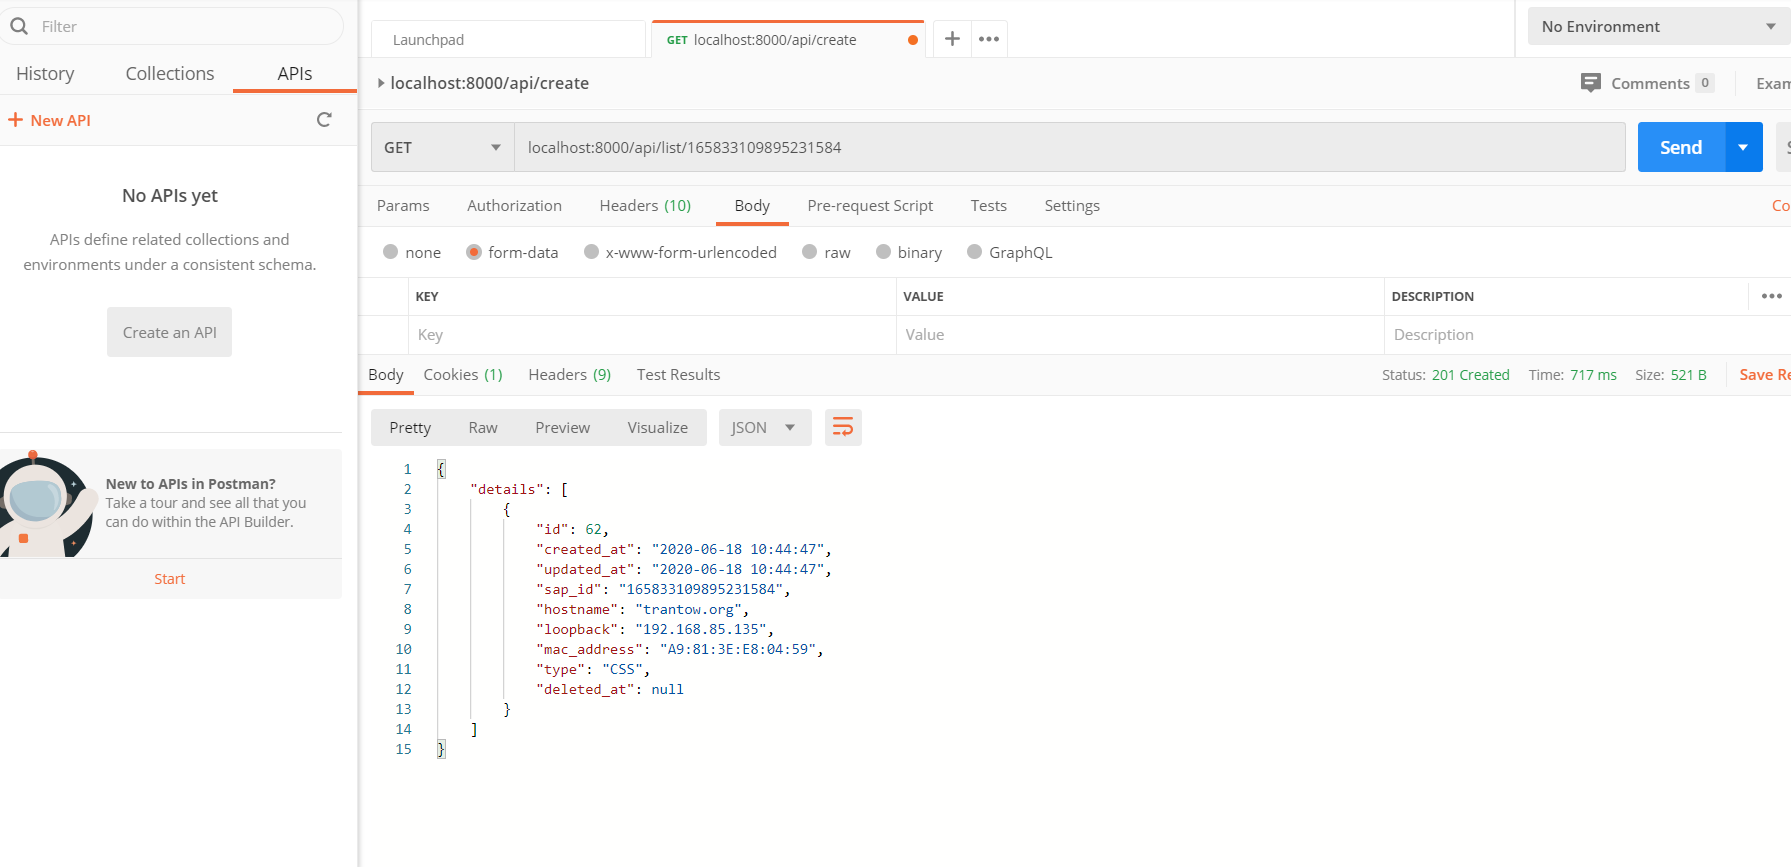 Filter
History Collections APIs
New API
No APIs yet
APIs define related collections and
environments under a consistent schema.
Create an API
New to APIs in Postman?
Take a tour and see all that you
can do within the API Builder.
Start
Launchpad GET localhost:8000/api/create
No Environment
localhost:8000/api/create
Comments 0 Exam
GET localhost:8000/api/list/165833109895231584 Send
Params Authorization Headers (10) Body Pre-request Script Tests Settings Co
none form-data x-www-form-urlencoded raw binary GraphQL
KEY VALUE DESCRIPTION
Key Value Description
Body Cookies (1) Headers (9) Test Results Status: 201 Created Time: 717 ms Size: 521 B Save Re
Pretty Raw Preview Visualize JSON
1 {
2 "details": [
3 {
4 "id": 62,
5 "created_at": "2020-06-18 10:44:47",
6 "updated_at": "2020-06-18 10:44:47",
7 "sap_id": "165833109895231584",
8 "hostname": "trantow.org",
9 "loopback": "192.168.85.135",
10 "mac_address": "A9:81:3E:E8:04:59",
11 "type": "CSS",
12 "deleted_at": null
13 }
14 ]
15 }